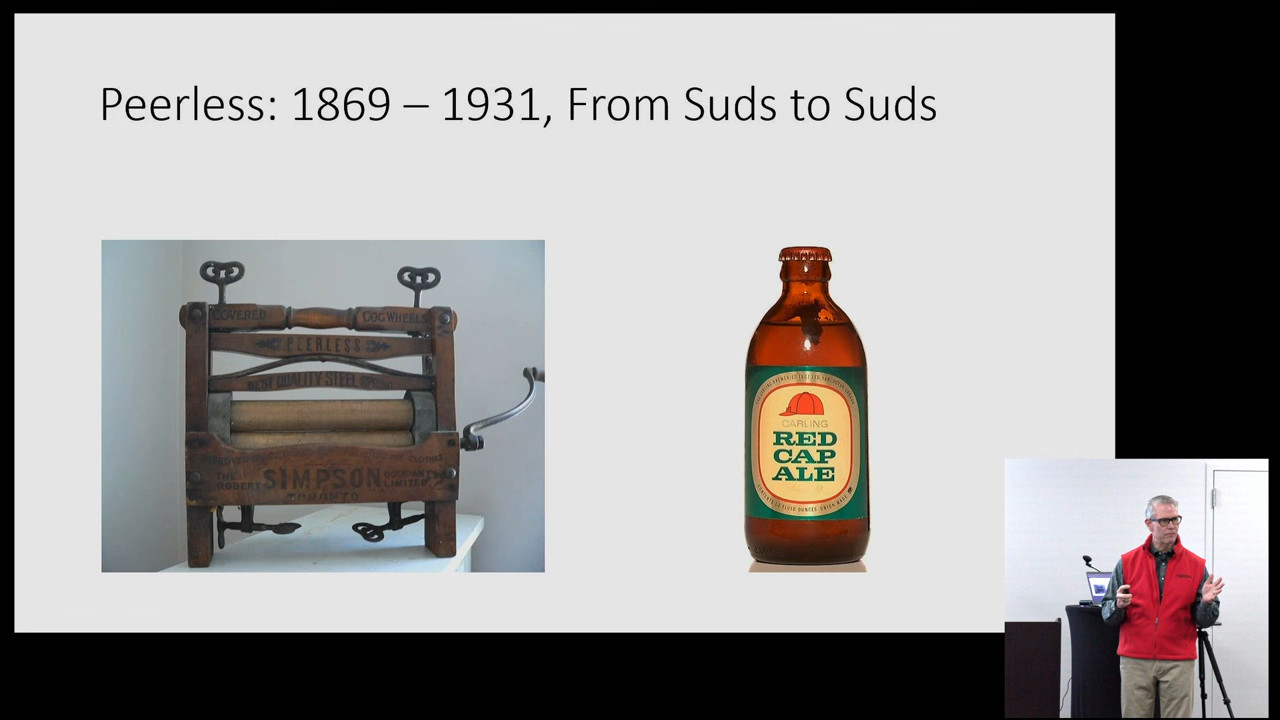 Peerless: 1869 – 1931, From Suds to Suds
COVERED COG WHEELS
PEERLESS
BEST QUALITY STEEL SPRING
THE ROBERT SIMPSON COMPANY LIMITED
TORONTO
CARLING
RED
CAP
ALE